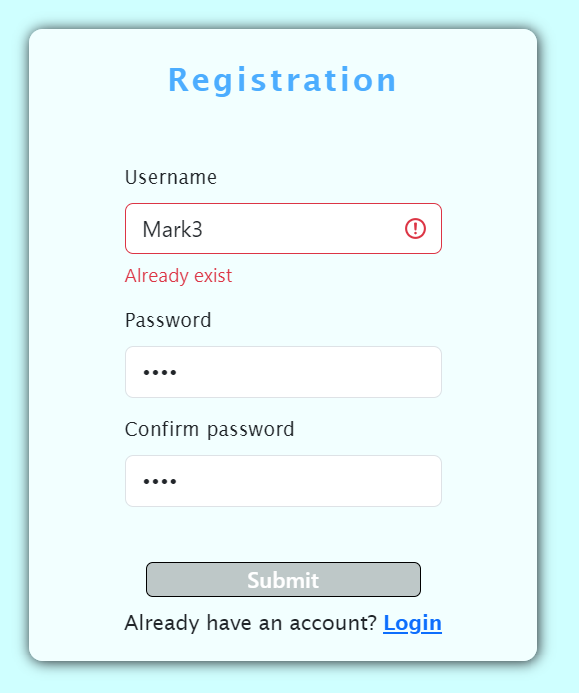 Registration
Username
Mark3
Already exist
Password
••••
Confirm password
••••
Submit
Already have an account? Login